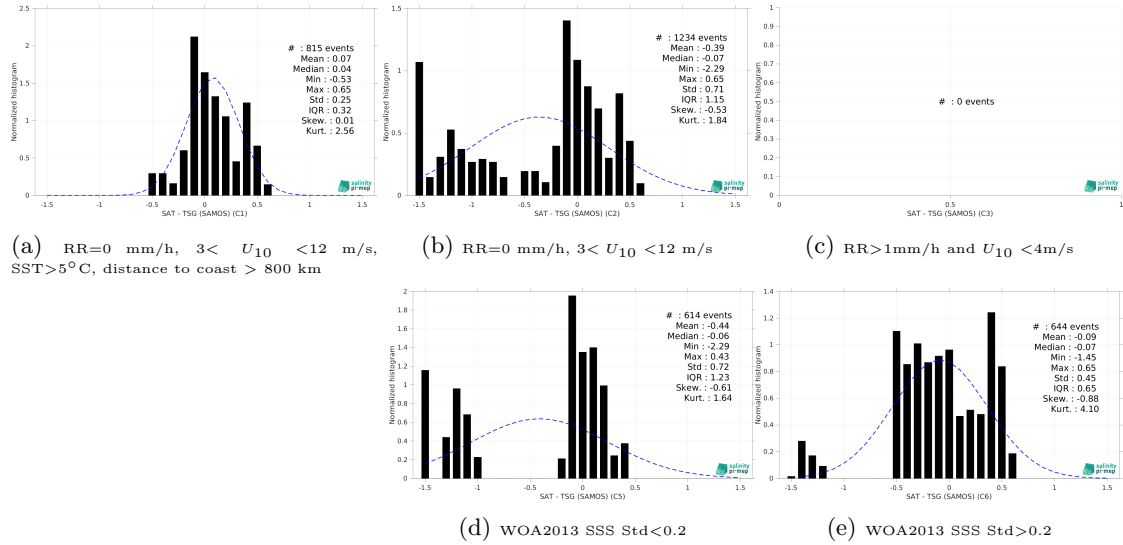 2.5
2
1.5
1
0.5
0
Normalized histogram
# : 815 events
Mean : 0.07
Median : 0.04
Min : -0.53
Max : 0.65
Std : 0.25
IQR : 0.32
Skew. : 0.01
Kurt. : 2.56
salinity
pi-mep
-1.5 -1 -0.5 0 0.5 1 1.5
SAT - TSG (SAMOS) (C1)
(a) RR=0 mm/h, 3< U10 <12 m/s,
SST>5°C, distance to coast > 800 km
1.5
1
0.5
0
Normalized histogram
# : 1234 events
Mean : -0.39
Median : -0.07
Min : -2.29
Max : 0.65
Std : 0.71
IQR : 1.15
Skew. : -0.53
Kurt. : 1.84
salinity
pi-mep
-1.5 -1 -0.5 0 0.5 1 1.5
SAT - TSG (SAMOS) (C2)
(b) RR=0 mm/h, 3< U10 <12 m/s
1
0.9
0.8
0.7
0.6
0.5
0.4
0.3
0.2
0.1
0
Normalized histogram
# : 0 events
salinity
pi-mep
0 0.5 1
SAT - TSG (SAMOS) (C3)
(c) RR>1mm/h and U10 <4m/s
2
1.8
1.6
1.4
1.2
1
0.8
0.6
0.4
0.2
0
Normalized histogram
# : 614 events
Mean : -0.44
Median : -0.06
Min : -2.29
Max : 0.43
Std : 0.72
IQR : 1.23
Skew. : -0.61
Kurt. : 1.64
salinity
pi-mep
-1.5 -1 -0.5 0 0.5 1 1.5
SAT - TSG (SAMOS) (C5)
(d) WOA2013 SSS Std<0.2
1.4
1.2
1
0.8
0.6
0.4
0.2
0
Normalized histogram
# : 644 events
Mean : -0.09
Median : -0.07
Min : -1.45
Max : 0.65
Std : 0.45
IQR : 0.65
Skew. : -0.88
Kurt. : 4.10
salinity
pi-mep
-1.5 -1 -0.5 0 0.5 1 1.5
SAT - TSG (SAMOS) (C6)
(e) WOA2013 SSS Std>0.2